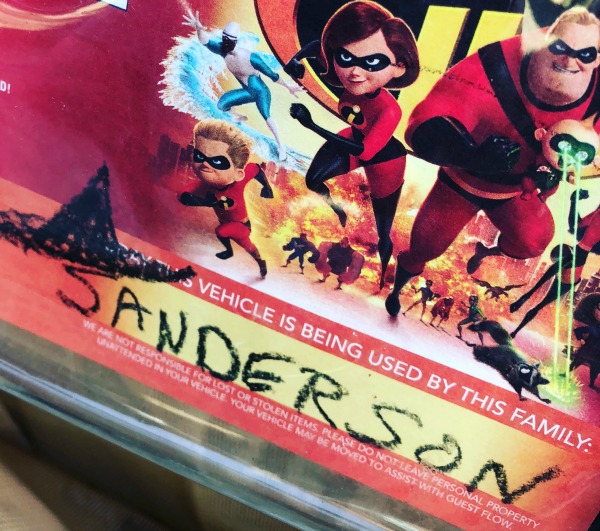 D!
THIS VEHICLE IS BEING USED BY THIS FAMILY:
SANDERSON
WE ARE NOT RESPONSIBLE FOR LOST OR STOLEN ITEMS. PLEASE DO NOT LEAVE PERSONAL PROPERTY
UNATTENDED IN YOUR VEHICLE. YOUR VEHICLE MAY BE MOVED TO ASSIST WITH GUEST FLOW.